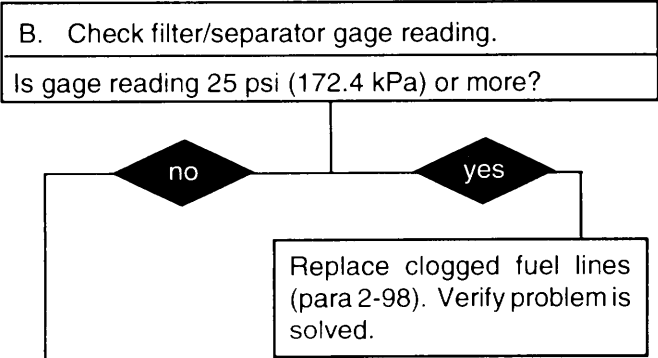 B. Check filter/separator gage reading.
Is gage reading 25 psi (172.4 kPa) or more?
no
yes
Replace clogged fuel lines
(para 2-98). Verify problem is
solved.